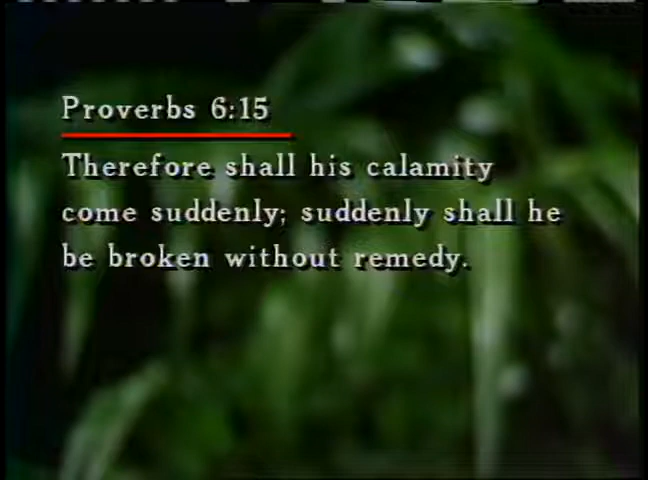 Proverbs 6:15
Therefore shall his calamity
come suddenly; suddenly shall he
be broken without remedy.